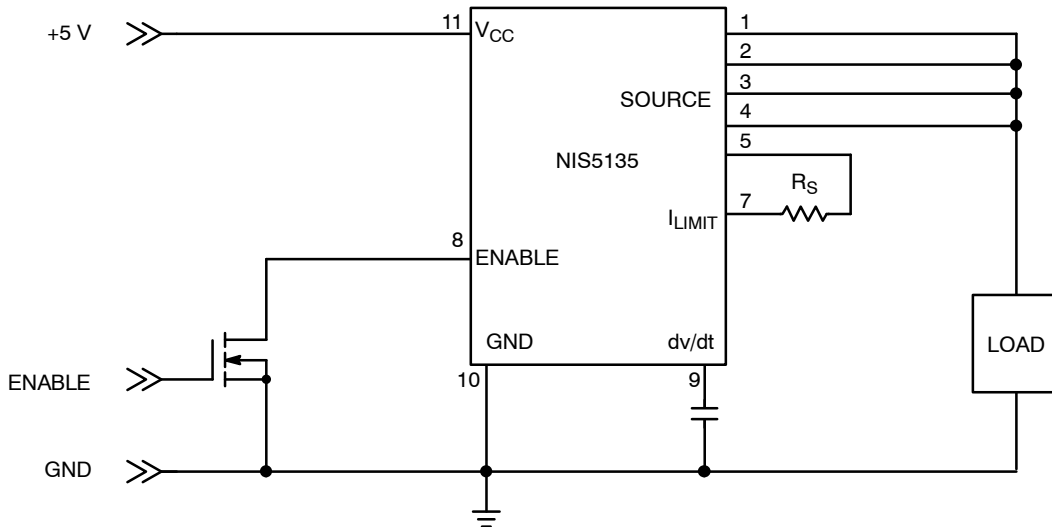 +5 V
11
V_CC
1
2
3
SOURCE
4
5
NIS5135
R_S
7
I_LIMIT
8
ENABLE
GND
dv/dt
LOAD
ENABLE
10
9
GND